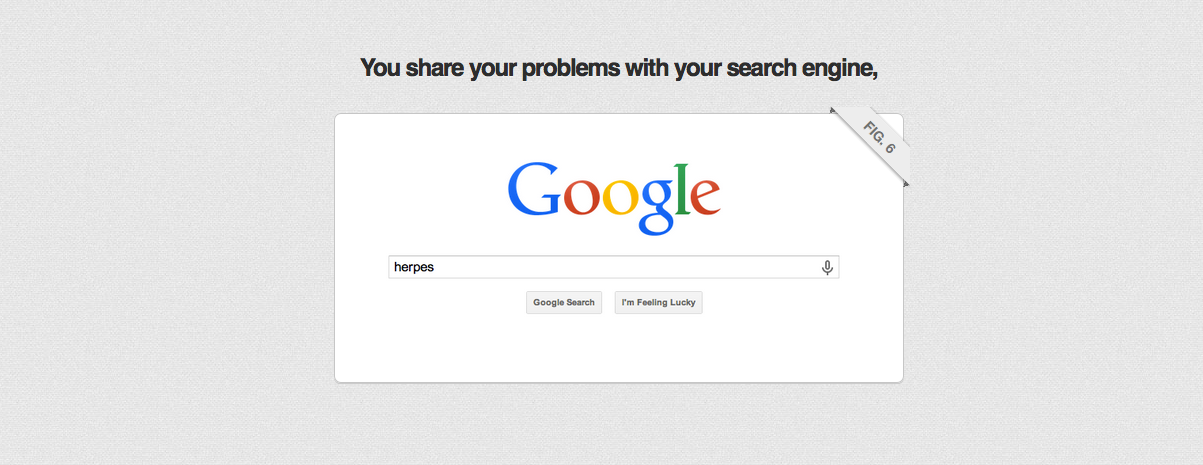 You share your problems with your search engine,
FIG. 6
Google
herpes
Google Search I'm Feeling Lucky